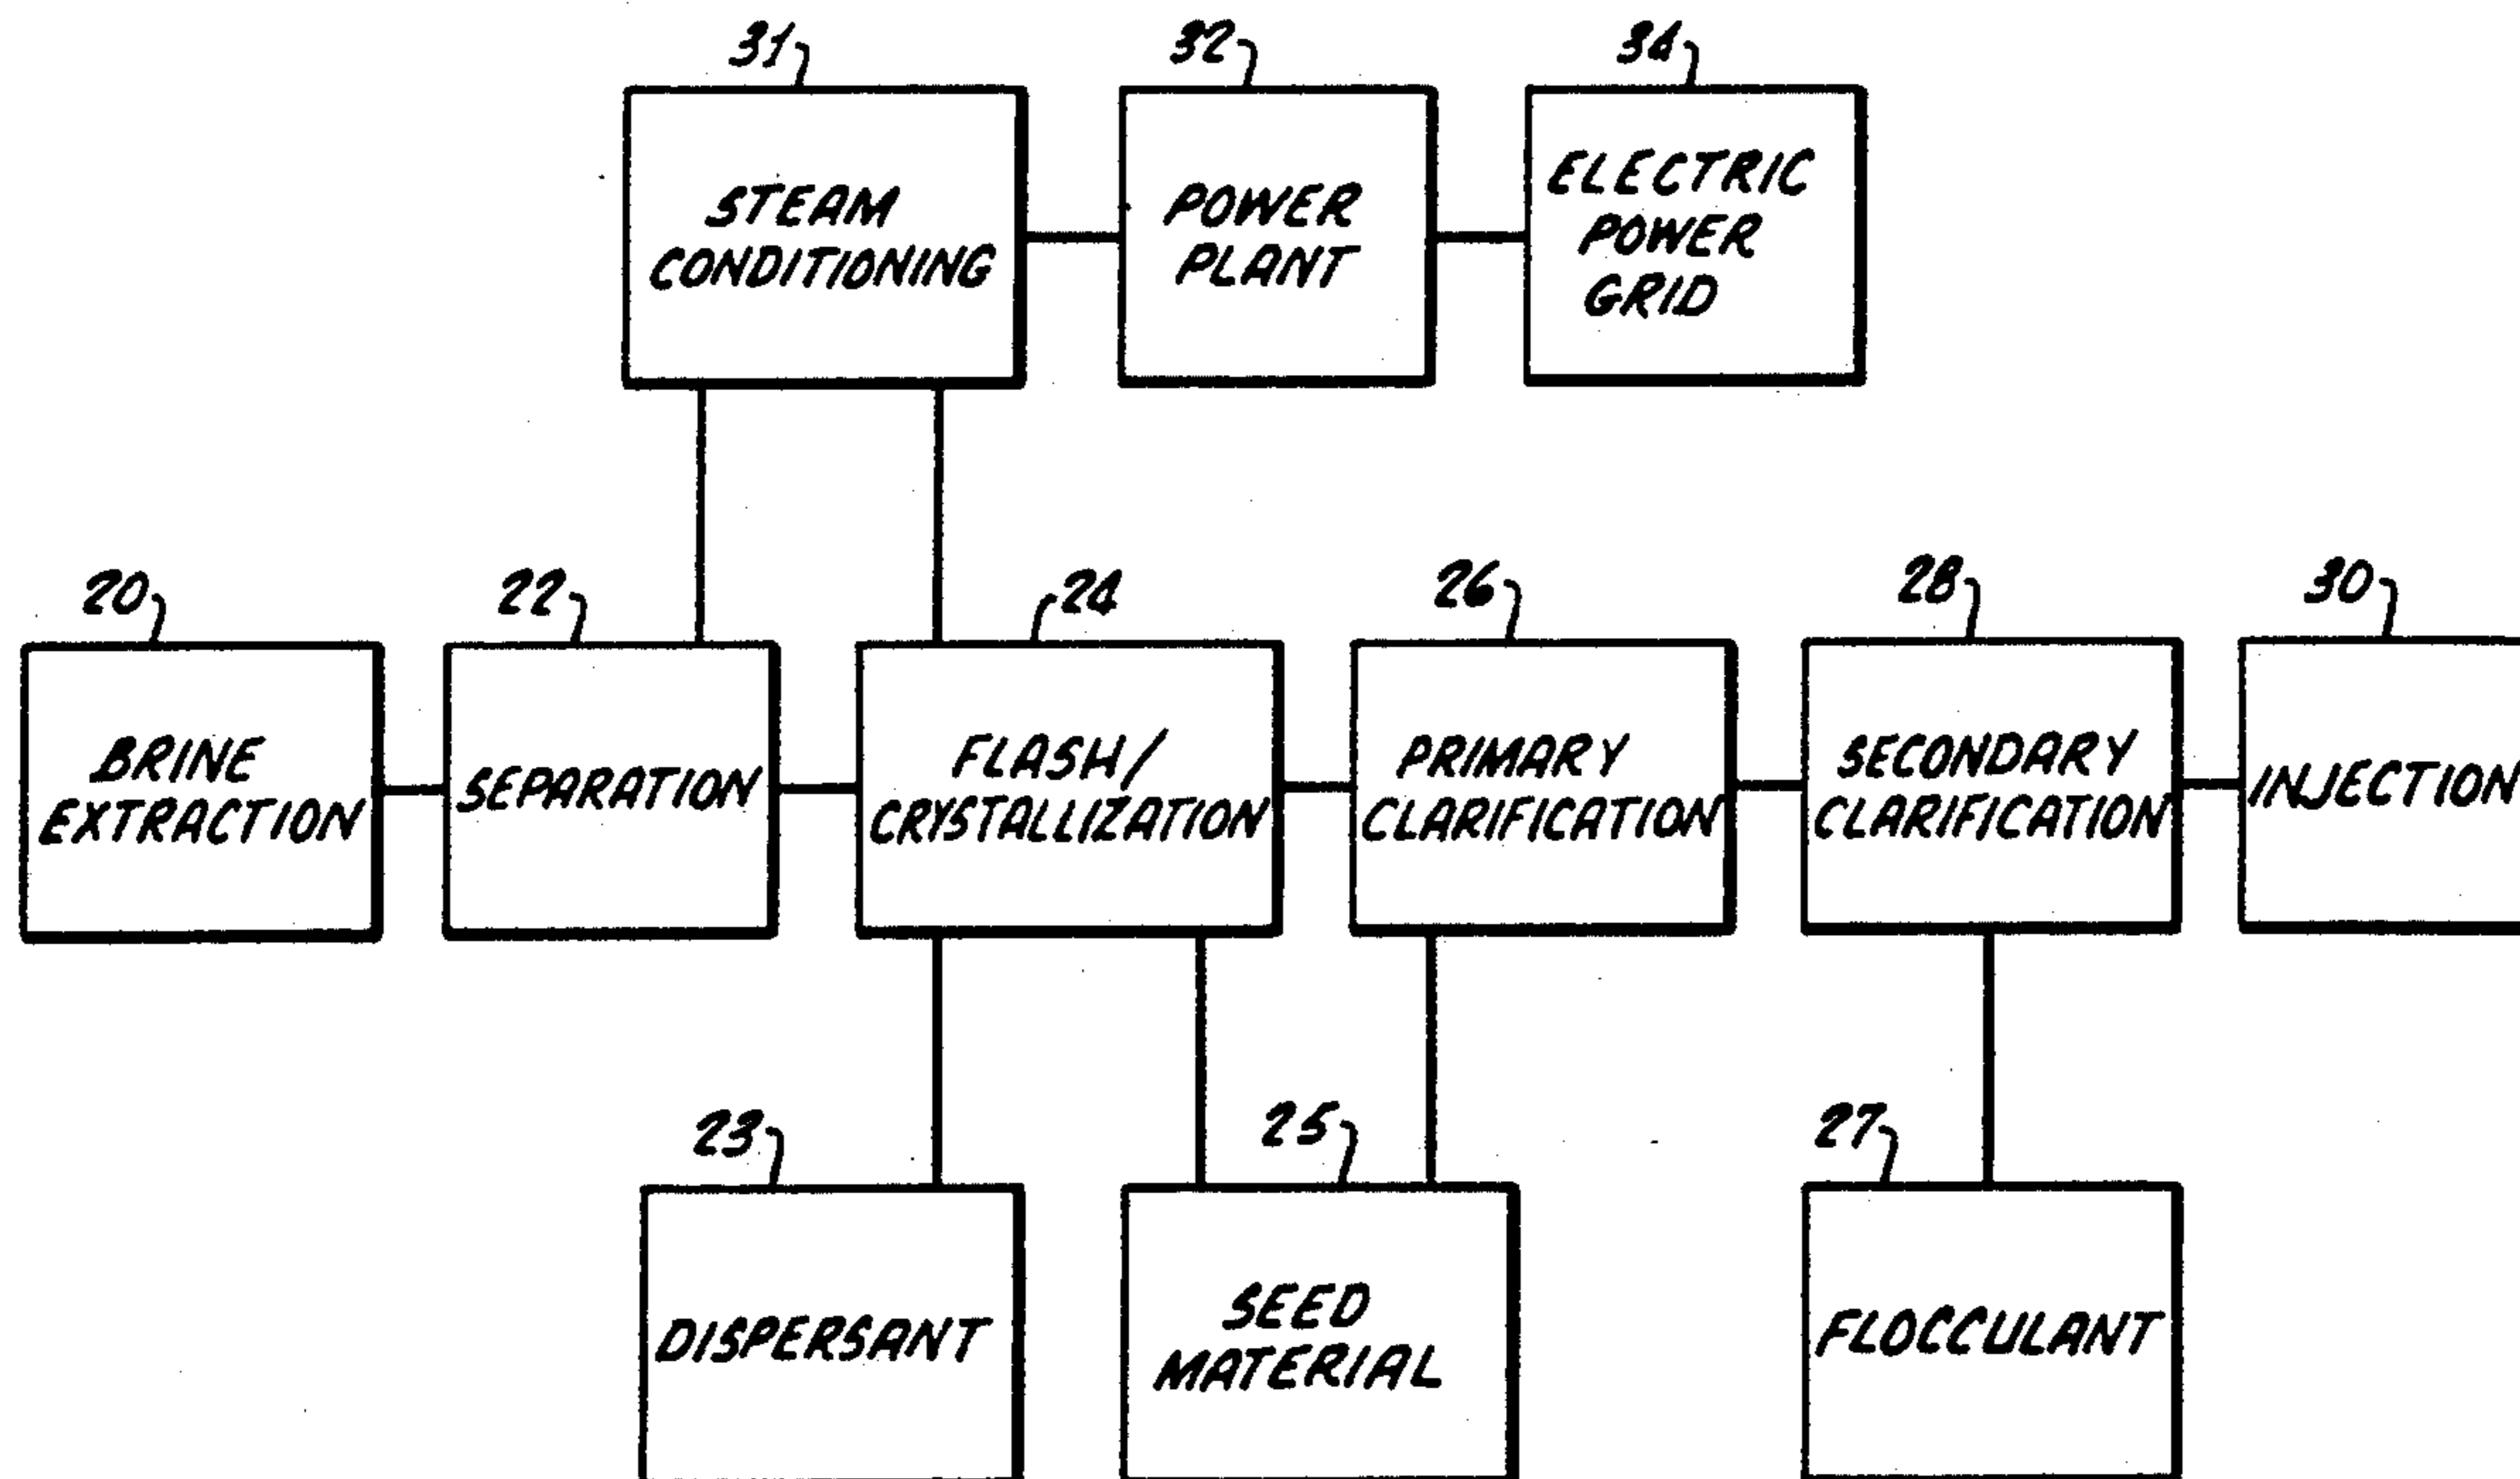 31
32
34
STEAM
CONDITIONING
POWER
PLANT
ELECTRIC
POWER
GRID
20
22
24
26
28
30
BRINE
EXTRACTION
SEPARATION
FLASH/
CRYSTALLIZATION
PRIMARY
CLARIFICATION
SECONDARY
CLARIFICATION
INJECTION
23
25
27
DISPERSANT
SEED
MATERIAL
FLOCCULANT